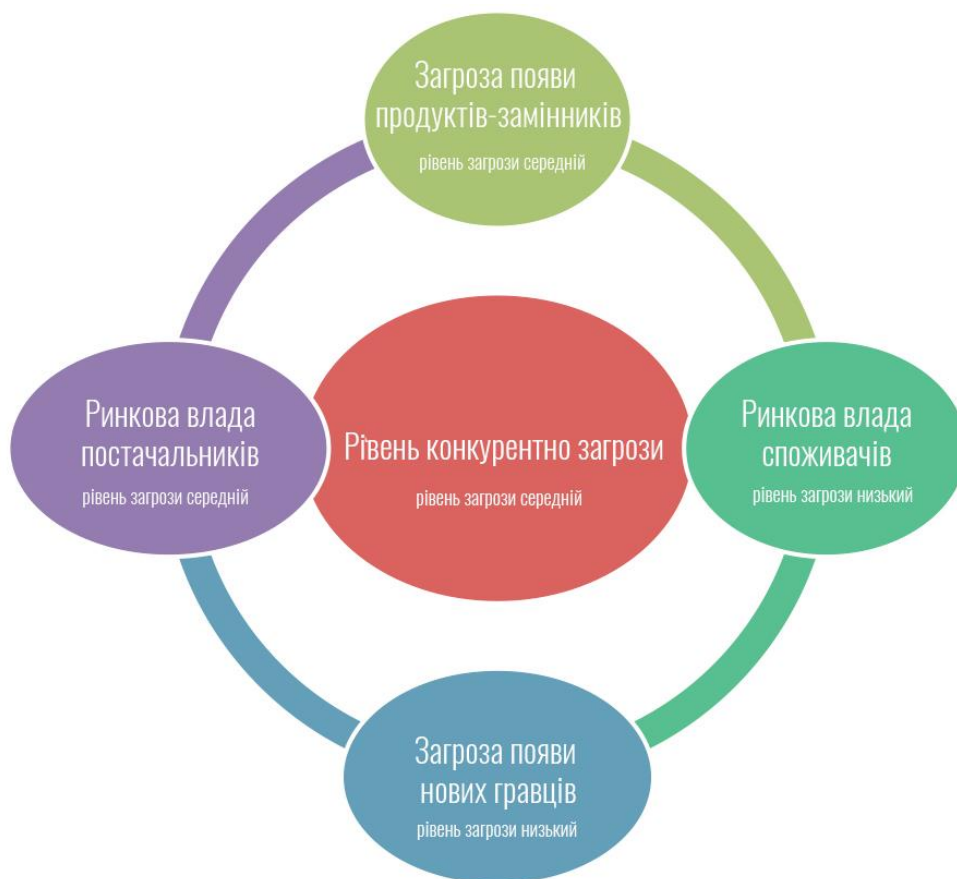 Загроза появи
продуктів-замінників
рівень загрози середній
Ринкова влада
постачальників
рівень загрози середній
Рівень конкурентно загрози
рівень загрози середній
Ринкова влада
споживачів
рівень загрози низький
Загроза появи
нових гравців
рівень загрози низький